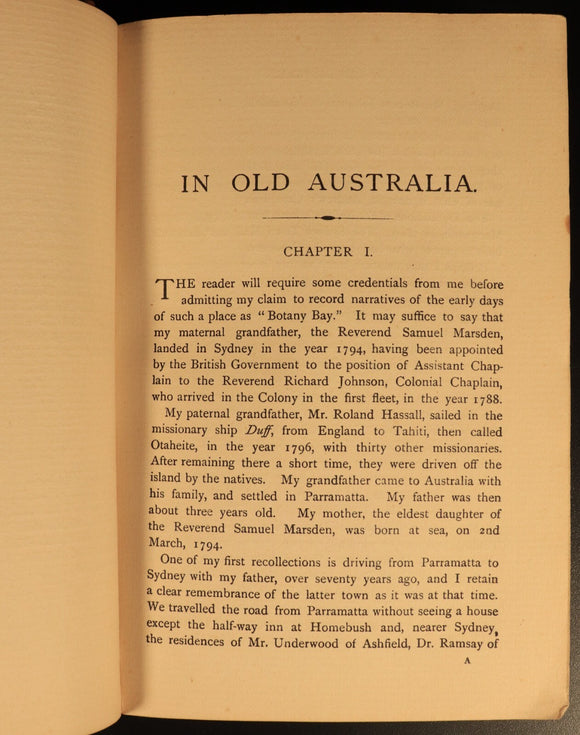 IN OLD AUSTRALIA.
CHAPTER I.
THE reader will require some credentials from me before
admitting my claim to record narratives of the early days
of such a place as “Botany Bay.” It may suffice to say that
my maternal grandfather, the Reverend Samuel Marsden,
landed in Sydney in the year 1794, having been appointed
by the British Government to the position of Assistant Chap-
lain to the Reverend Richard Johnson, Colonial Chaplain,
who arrived in the Colony in the first fleet, in the year 1788.
My paternal grandfather, Mr. Roland Hassall, sailed in the
missionary ship Duff, from England to Tahiti, then called
Otaheite, in the year 1796, with thirty other missionaries.
After remaining there a short time, they were driven off the
island by the natives. My grandfather came to Australia with
his family, and settled in Parramatta. My father was then
about three years old. My mother, the eldest daughter of
the Reverend Samuel Marsden, was born at sea, on 2nd
March, 1794.
One of my first recollections is driving from Parramatta to
Sydney with my father, over seventy years ago, and I retain
a clear remembrance of the latter town as it was at that time.
We travelled the road from Parramatta without seeing a house
except the half-way inn at Homebush and, nearer Sydney,
the residences of Mr. Underwood of Ashfield, Dr. Ramsay of
A